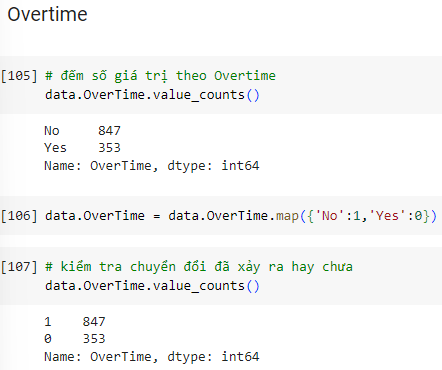 Overtime
[105] # đếm số giá trị theo Overtime
data.OverTime.value_counts()
No     847
Yes    353
Name: OverTime, dtype: int64
[106] data.OverTime = data.OverTime.map({'No':1,'Yes':0})
[107] # kiểm tra chuyển đổi đã xảy ra hay chưa
data.OverTime.value_counts()
1    847
0    353
Name: OverTime, dtype: int64